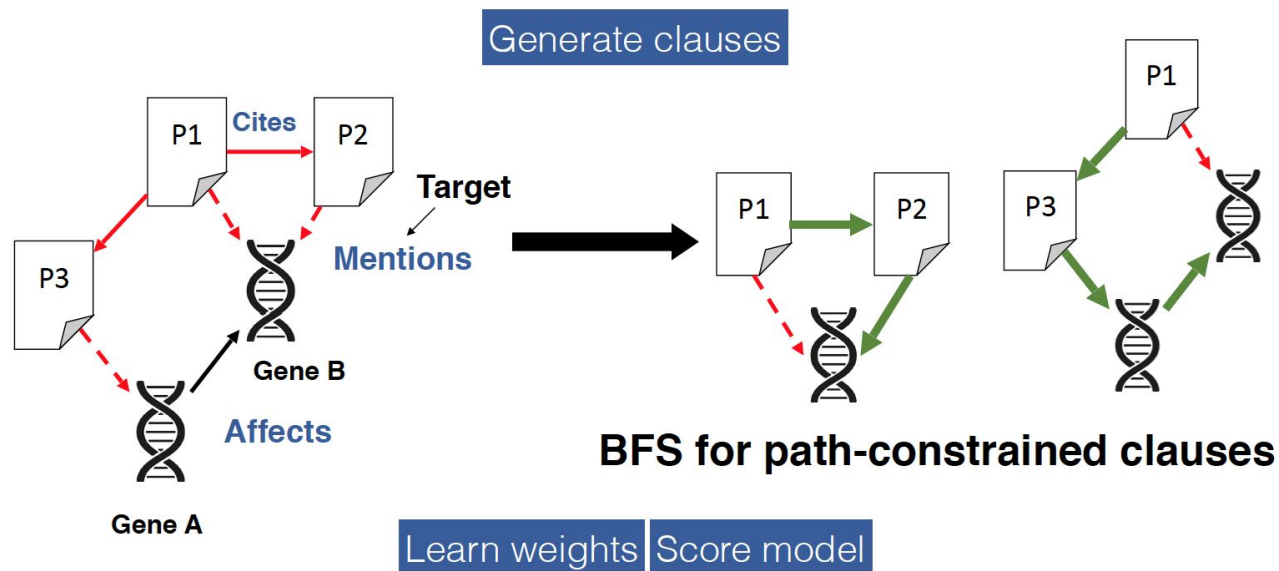 Generate clauses
P1
Cites
P2
Target
Mentions
P3
Gene B
Affects
Gene A
P1
P2
P1
P3
BFS for path-constrained clauses
Learn weights
Score model